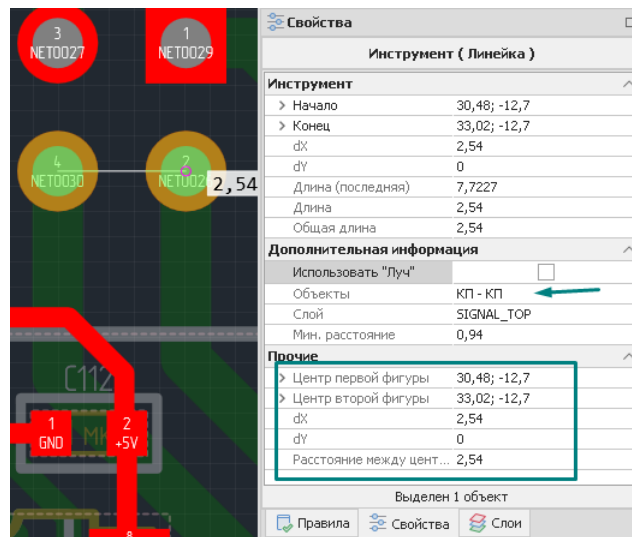 3
NET0027
1
NET0029
4
NET0030
2
2,54
C112
1
GND
2
+5V
8
Свойства
Инструмент ( Линейка )
Инструмент
Начало 30,48; -12,7
Конец 33,02; -12,7
dX 2,54
dY 0
Длина (последняя) 7,7227
Длина 2,54
Общая длина 2,54
Дополнительная информация
Использовать "Луч"
Объекты КП - КП
Слой SIGNAL_TOP
Мин. расстояние 0,94
Прочие
Центр первой фигуры 30,48; -12,7
Центр второй фигуры 33,02; -12,7
dX 2,54
dY 0
Расстояние между цент... 2,54
Выделен 1 объект
Правила Свойства Слои